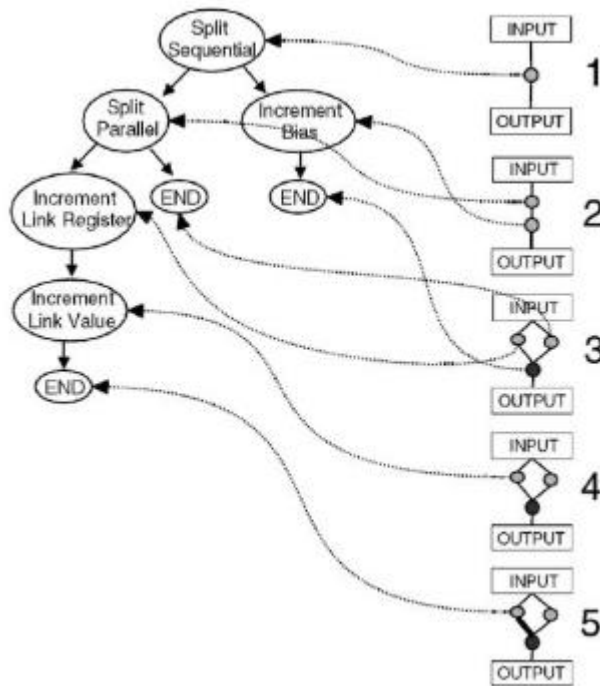 Split
Sequential
INPUT
1
OUTPUT
Split
Parallel
Increment
Bias
INPUT
2
OUTPUT
Increment
Link Register
END
END
INPUT
3
OUTPUT
Increment
Link Value
END
INPUT
4
OUTPUT
INPUT
5
OUTPUT